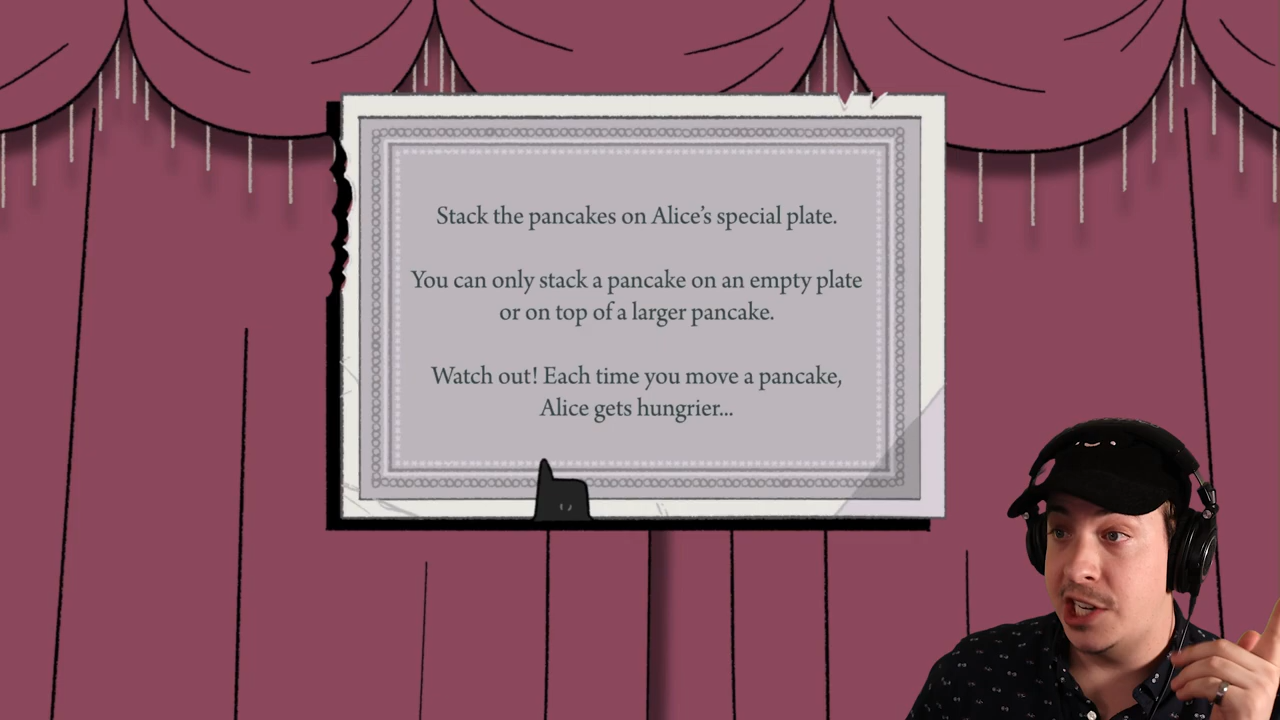 Stack the pancakes on Alice’s special plate.
You can only stack a pancake on an empty plate
or on top of a larger pancake.
Watch out! Each time you move a pancake,
Alice gets hungrier...